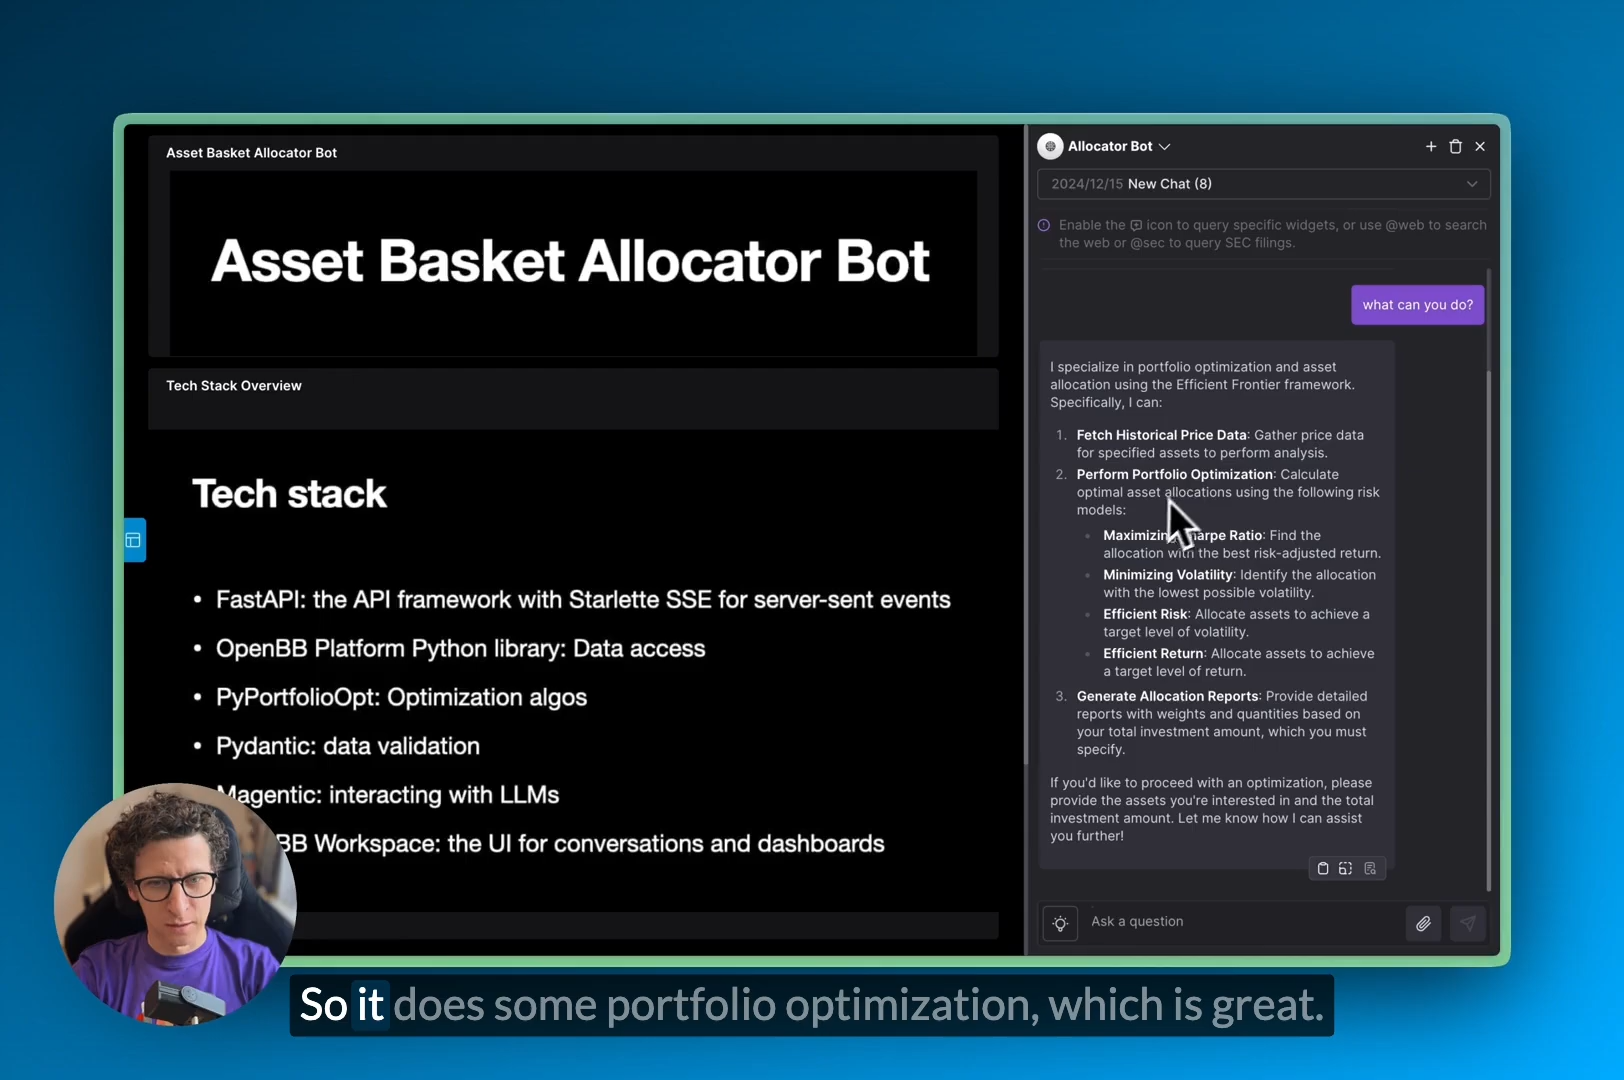 Asset Basket Allocator Bot
Asset Basket Allocator Bot
Tech Stack Overview
Tech stack
• FastAPI: the API framework with Starlette SSE for server-sent events
• OpenBB Platform Python library: Data access
• PyPortfolioOpt: Optimization algos
• Pydantic: data validation
Magentic: interacting with LLMs
BB Workspace: the UI for conversations and dashboards
Allocator Bot
2024/12/15 New Chat (8)
Enable the icon to query specific widgets, or use @web to search
the web or @sec to query SEC filings.
what can you do?
I specialize in portfolio optimization and asset
allocation using the Efficient Frontier framework.
Specifically, I can:
1. Fetch Historical Price Data: Gather price data
for specified assets to perform analysis.
2. Perform Portfolio Optimization: Calculate
optimal asset allocations using the following risk
models:
• Maximizing Sharpe Ratio: Find the
allocation with the best risk-adjusted return.
• Minimizing Volatility: Identify the allocation
with the lowest possible volatility.
• Efficient Risk: Allocate assets to achieve a
target level of volatility.
• Efficient Return: Allocate assets to achieve
a target level of return.
3. Generate Allocation Reports: Provide detailed
reports with weights and quantities based on
your total investment amount, which you must
specify.
If you'd like to proceed with an optimization, please
provide the assets you're interested in and the total
investment amount. Let me know how I can assist
you further!
Ask a question
So it does some portfolio optimization, which is great.